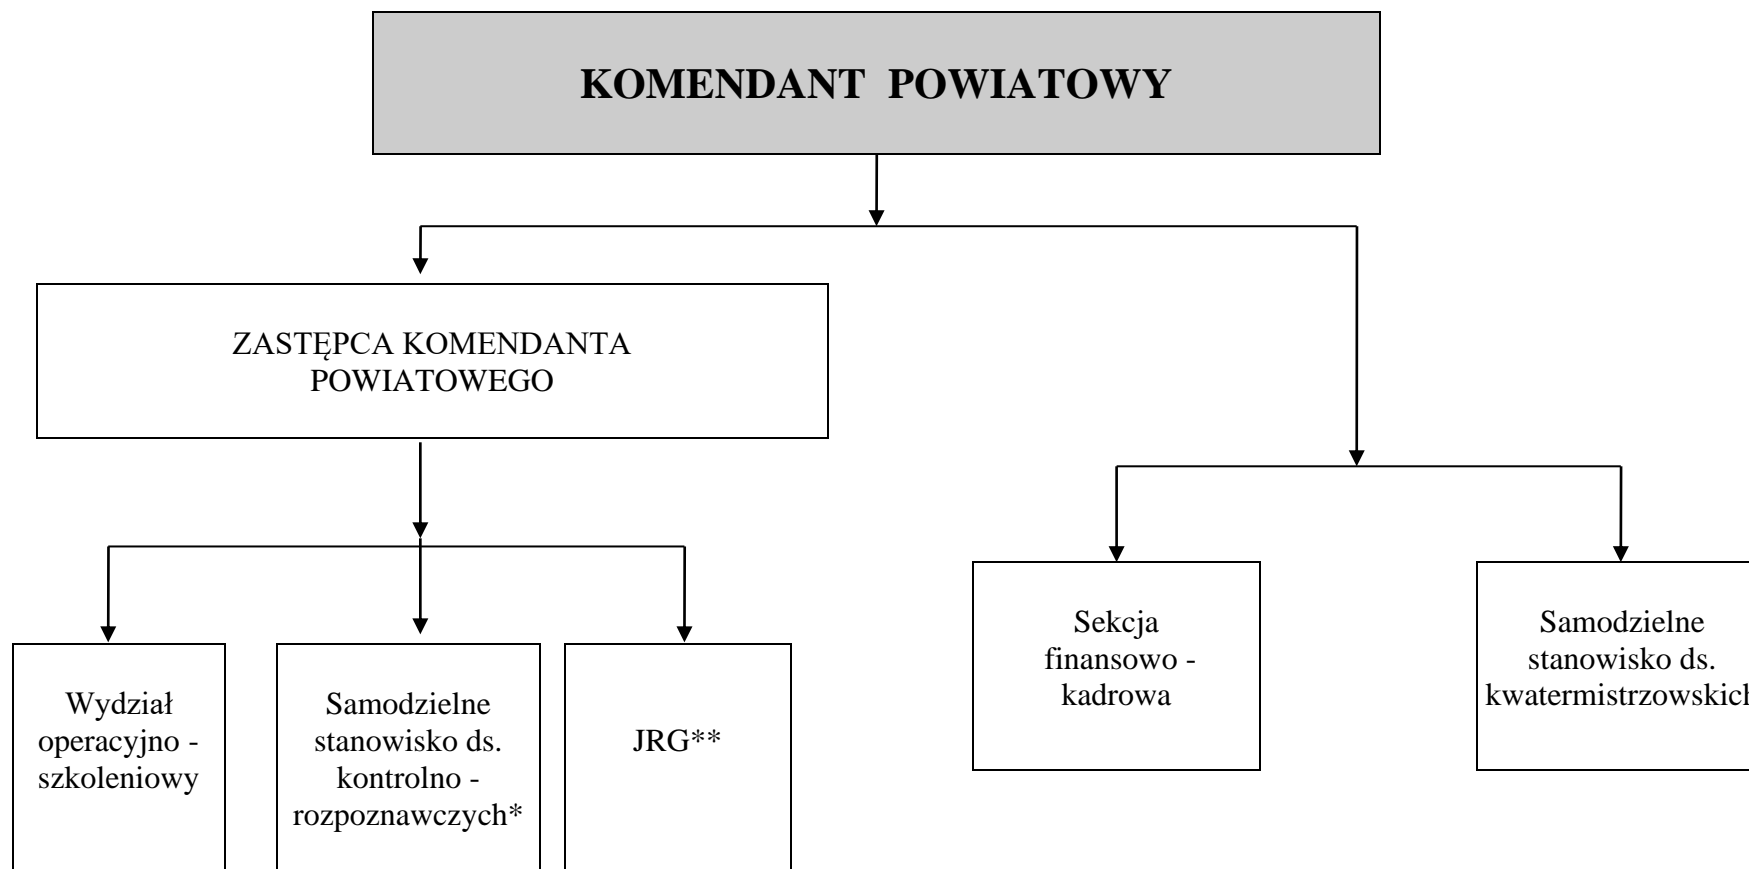 KOMENDANT POWIATOWY
ZASTĘPCA KOMENDANTA
POWIATOWEGO
Sekcja
finansowo -
kadrowa
Samodzielne
stanowisko ds.
kwatermistrzowskich
Wydział
operacyjno -
szkoleniowy
Samodzielne
stanowisko ds.
kontrolno -
rozpoznawczych*
JRG**